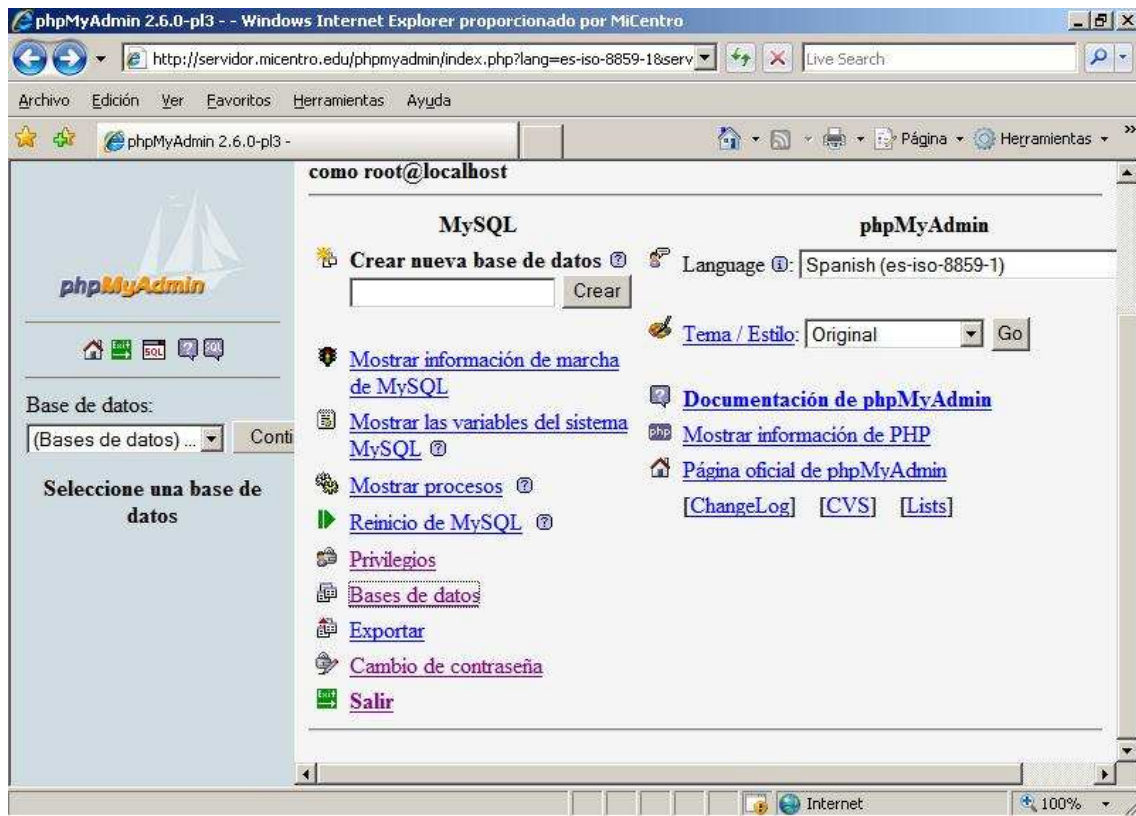 phpMyAdmin 2.6.0-pl3 - - Windows Internet Explorer proporcionado por MiCentro
http://servidor.micentro.edu/phpmyadmin/index.php?lang=es-iso-8859-1&serv
Live Search
Archivo Edición Ver Favoritos Herramientas Ayuda
phpMyAdmin 2.6.0-pl3 -
Página Herramientas »
phpMyAdmin
Exit SQL ? SQL
Base de datos:
(Bases de datos) ... Conti
Seleccione una base de
datos
como root@localhost
MySQL
Crear nueva base de datos ?
Crear
Mostrar información de marcha
de MySQL
Mostrar las variables del sistema
MySQL ?
Mostrar procesos ?
Reinicio de MySQL ?
Privilegios
Bases de datos
Exportar
Cambio de contraseña
Exit Salir
phpMyAdmin
Language i: Spanish (es-iso-8859-1)
Tema / Estilo: Original Go
? Documentación de phpMyAdmin
php Mostrar información de PHP
Página oficial de phpMyAdmin
[ChangeLog] [CVS] [Lists]
Internet 100%